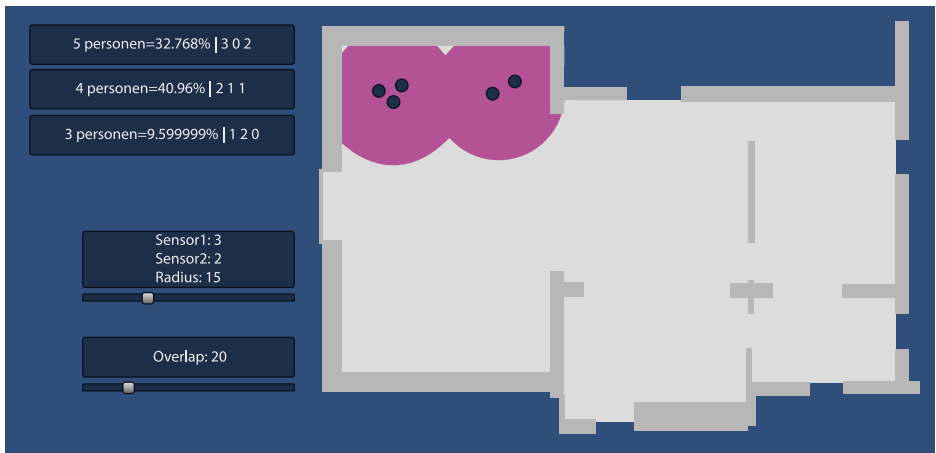 5 personen=32.768% | 3 0 2
4 personen=40.96% | 2 1 1
3 personen=9.599999% | 1 2 0
Sensor1: 3
Sensor2: 2
Radius: 15
Overlap: 20